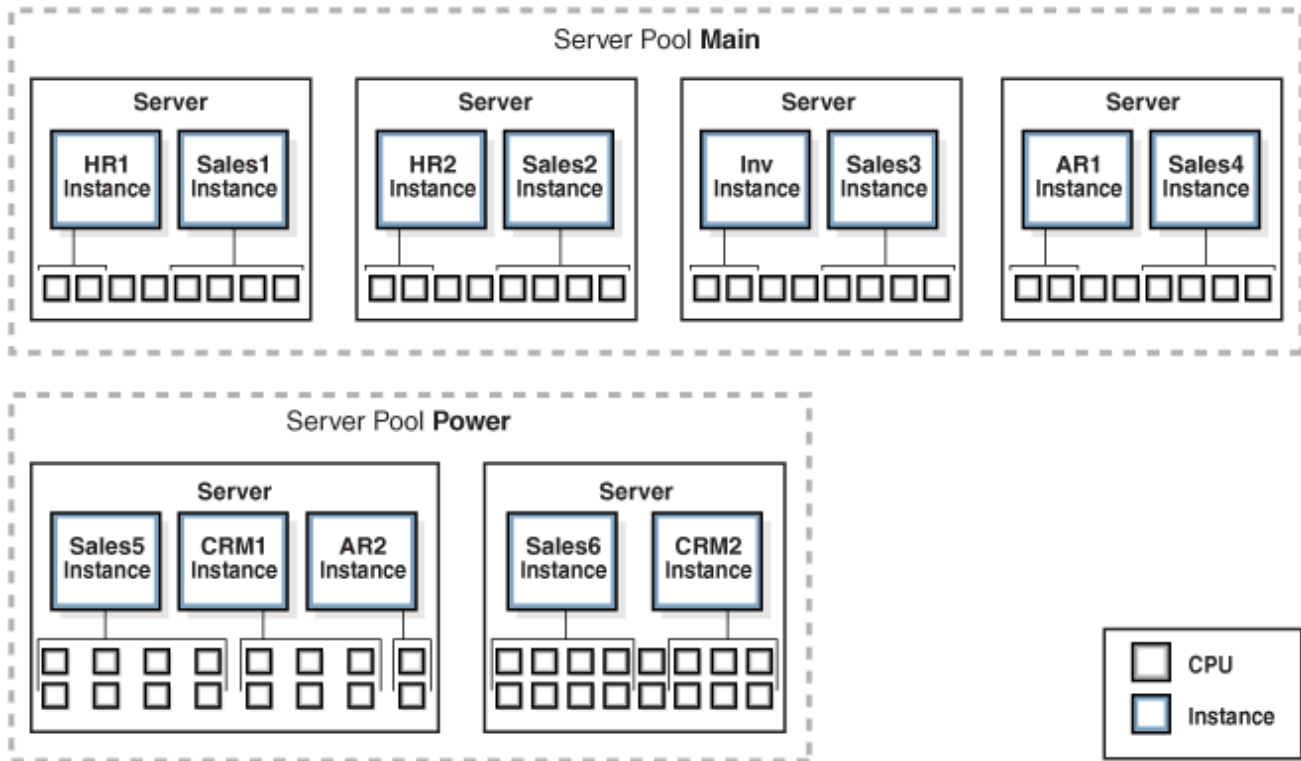 Server Pool Main
Server
HR1
Instance
Sales1
Instance
Server
HR2
Instance
Sales2
Instance
Server
Inv
Instance
Sales3
Instance
Server
AR1
Instance
Sales4
Instance
Server Pool Power
Server
Sales5
Instance
CRM1
Instance
AR2
Instance
Server
Sales6
Instance
CRM2
Instance
CPU
Instance